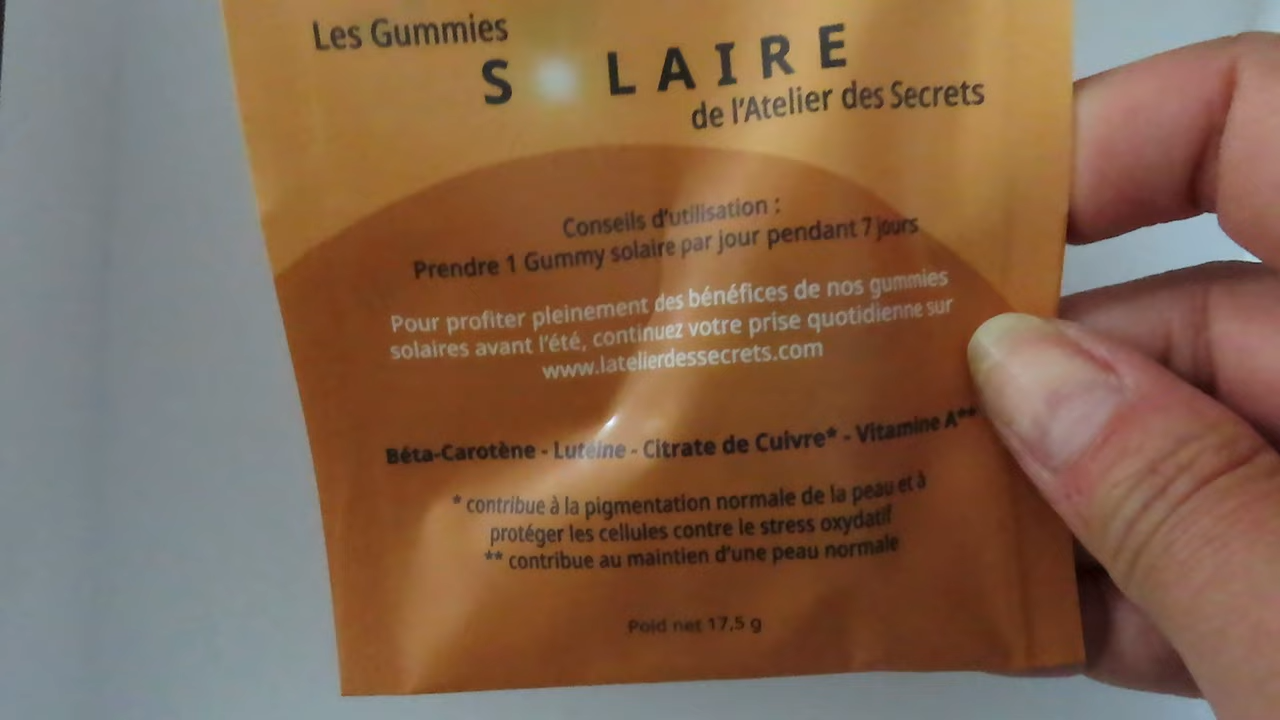 Les Gummies
S LAIRE
de l'Atelier des Secrets
Conseils d'utilisation :
Prendre 1 Gummy solaire par jour pendant 7 jours
Pour profiter pleinement des bénéfices de nos gummies
solaires avant l'été, continuez votre prise quotidienne sur
www.latelierdessecrets.com
Béta-Carotène - Lutéine - Citrate de Cuivre* - Vitamine A**
* contribue à la pigmentation normale de la peau et à
protéger les cellules contre le stress oxydatif
** contribue au maintien d'une peau normale
Poid net 17,5 g